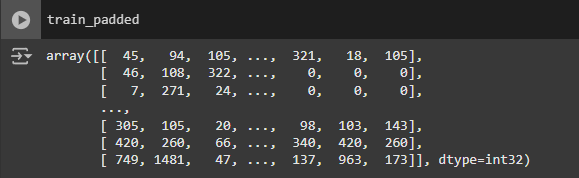 train_padded
array([[ 45, 94, 105, ..., 321, 18, 105],
[ 46, 108, 322, ..., 0, 0, 0],
[ 7, 271, 24, ..., 0, 0, 0],
...,
[ 305, 105, 20, ..., 98, 103, 143],
[ 420, 260, 66, ..., 340, 420, 260],
[ 749, 1481, 47, ..., 137, 963, 173]], dtype=int32)